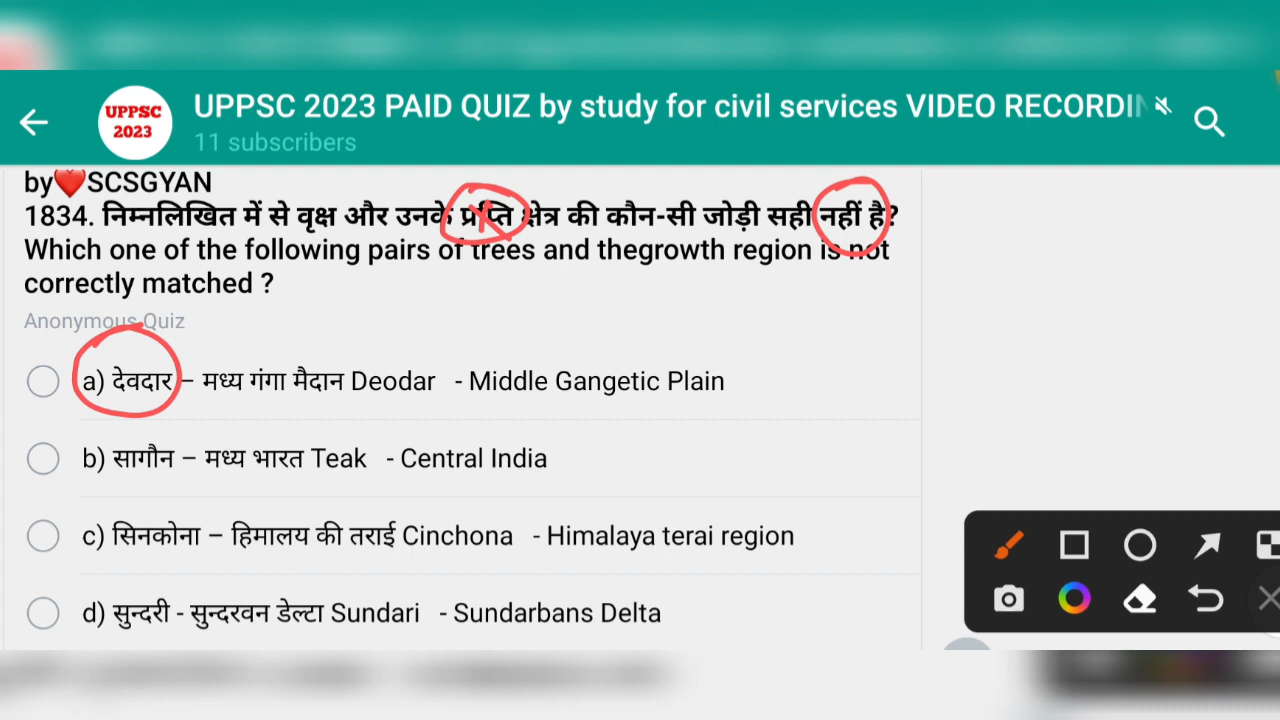 UPPSC
2023
UPPSC 2023 PAID QUIZ by study for civil services VIDEO RECORDIN
11 subscribers
by❤️SCSGYAN
1834. निम्नलिखित में से वृक्ष और उनके प्रप्ति क्षेत्र की कौन-सी जोड़ी सही नहीं है?
Which one of the following pairs of trees and thegrowth region is not
correctly matched ?
Anonymous Quiz
a) देवदार – मध्य गंगा मैदान Deodar - Middle Gangetic Plain
b) सागौन – मध्य भारत Teak - Central India
c) सिनकोना – हिमालय की तराई Cinchona - Himalaya terai region
d) सुन्दरी - सुन्दरवन डेल्टा Sundari - Sundarbans Delta